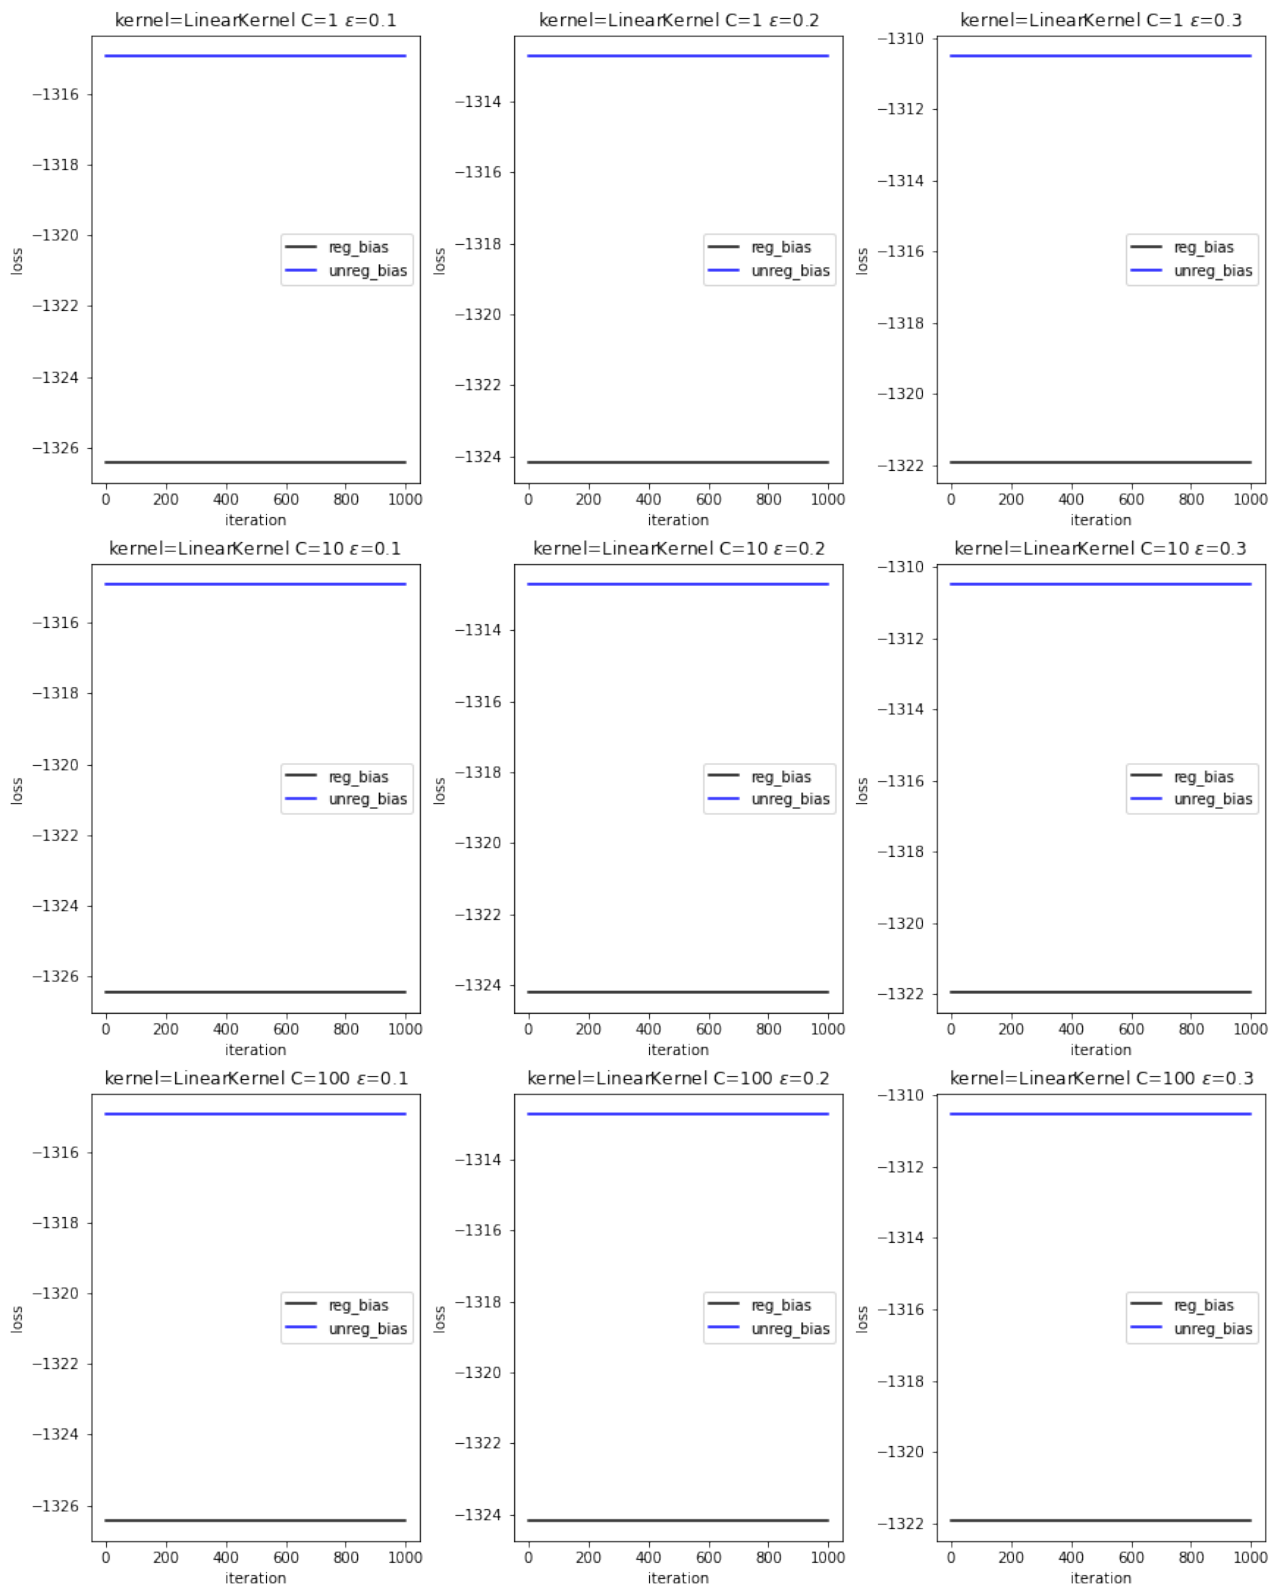 kernel=LinearKernel C=1 ε=0.1
−1316
−1318
−1320
−1322
−1324
−1326
loss
reg_bias
unreg_bias
0 200 400 600 800 1000
iteration
kernel=LinearKernel C=1 ε=0.2
−1314
−1316
−1318
−1320
−1322
−1324
loss
reg_bias
unreg_bias
0 200 400 600 800 1000
iteration
kernel=LinearKernel C=1 ε=0.3
−1310
−1312
−1314
−1316
−1318
−1320
−1322
loss
reg_bias
unreg_bias
0 200 400 600 800 1000
iteration
kernel=LinearKernel C=10 ε=0.1
−1316
−1318
−1320
−1322
−1324
−1326
loss
reg_bias
unreg_bias
0 200 400 600 800 1000
iteration
kernel=LinearKernel C=10 ε=0.2
−1314
−1316
−1318
−1320
−1322
−1324
loss
reg_bias
unreg_bias
0 200 400 600 800 1000
iteration
kernel=LinearKernel C=10 ε=0.3
−1310
−1312
−1314
−1316
−1318
−1320
−1322
loss
reg_bias
unreg_bias
0 200 400 600 800 1000
iteration
kernel=LinearKernel C=100 ε=0.1
−1316
−1318
−1320
−1322
−1324
−1326
loss
reg_bias
unreg_bias
0 200 400 600 800 1000
iteration
kernel=LinearKernel C=100 ε=0.2
−1314
−1316
−1318
−1320
−1322
−1324
loss
reg_bias
unreg_bias
0 200 400 600 800 1000
iteration
kernel=LinearKernel C=100 ε=0.3
−1310
−1312
−1314
−1316
−1318
−1320
−1322
loss
reg_bias
unreg_bias
0 200 400 600 800 1000
iteration